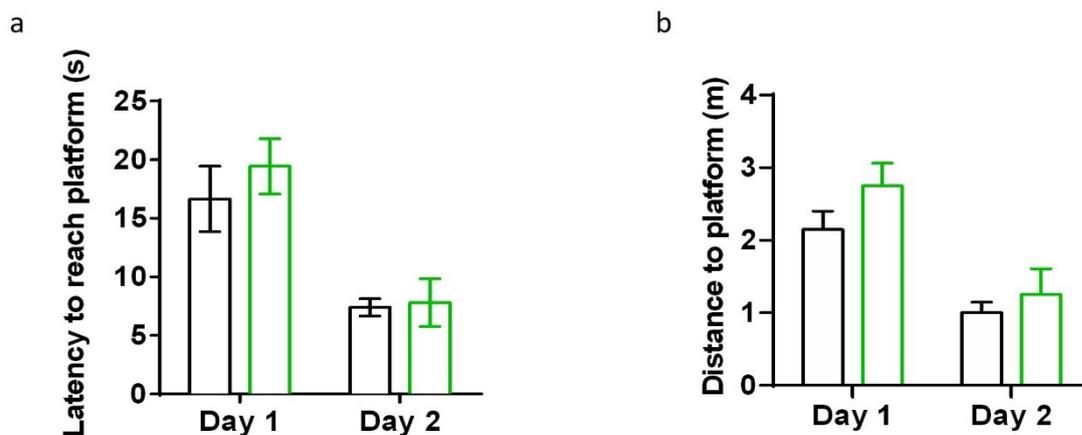 a
Latency to reach platform (s)
25
20
15
10
5
0
Day 1
Day 2
b
Distance to platform (m)
4
3
2
1
0
Day 1
Day 2